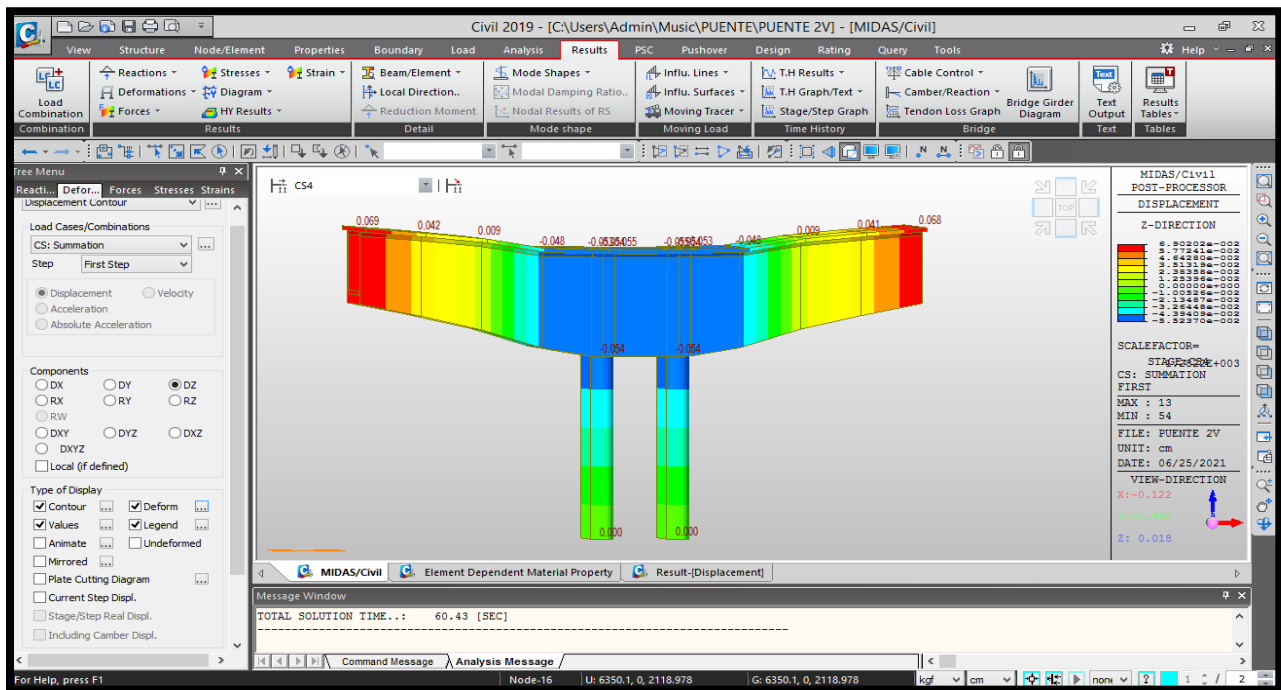 Civil 2019 - [C:\Users\Admin\Music\PUENTE\PUENTE 2V] - [MIDAS/Civil]
View Structure Node/Element Properties Boundary Load Analysis Results PSC Pushover Design Rating Query Tools Help
Load Combination
Reactions Stresses Strain
Deformations Diagram
Forces HY Results
Beam/Element
Local Direction..
Reduction Moment
Mode Shapes
Modal Damping Ratio..
Nodal Results of RS
Influ. Lines
Influ. Surfaces
Moving Tracer
T.H Results
T.H Graph/Text
Stage/Step Graph
Cable Control
Camber/Reaction
Tendon Loss Graph
Bridge Girder Diagram
Text Output
Results Tables
Combination Results Detail Mode shape Moving Load Time History Bridge Text Tables
Tree Menu
Reacti... Defor... Forces Stresses Strains
Displacement Contour
Load Cases/Combinations
CS: Summation
Step First Step
Displacement Velocity
Acceleration
Absolute Acceleration
Components
DX DY DZ
RX RY RZ
RW
DXY DYZ DXZ
DXYZ
Local (if defined)
Type of Display
Contour ... Deform ...
Values ... Legend ...
Animate ... Undeformed
Mirrored ...
Plate Cutting Diagram ...
Current Step Displ.
Stage/Step Real Displ.
Including Camber Displ.
CS4
TOP
0.069 0.042 0.009 -0.048 -0.048 0.009 0.041 0.068
-0.054 -0.054
0.000 0.000
MIDAS/Civil
POST-PROCESSOR
DISPLACEMENT
Z-DIRECTION
6.90202e-002
5.77241e-002
4.64280e-002
3.51319e-002
2.38358e-002
1.25396e-002
0.00000e+000
-1.00526e-002
-2.13487e-002
-3.26448e-002
-4.39409e-002
-5.52370e-002
SCALEFACTOR=
CS: SUMMATION
FIRST
MAX : 13
MIN : 54
FILE: PUENTE 2V
UNIT: cm
DATE: 06/25/2021
VIEW-DIRECTION
X:-0.122
Z: 0.018
MIDAS/Civil Element Dependent Material Property Result-[Displacement]
Message Window
TOTAL SOLUTION TIME..: 60.43 [SEC]
Command Message Analysis Message
For Help, press F1 Node-16 U: 6350.1, 0, 2118.978 G: 6350.1, 0, 2118.978 kgf cm none ? 1 / 2